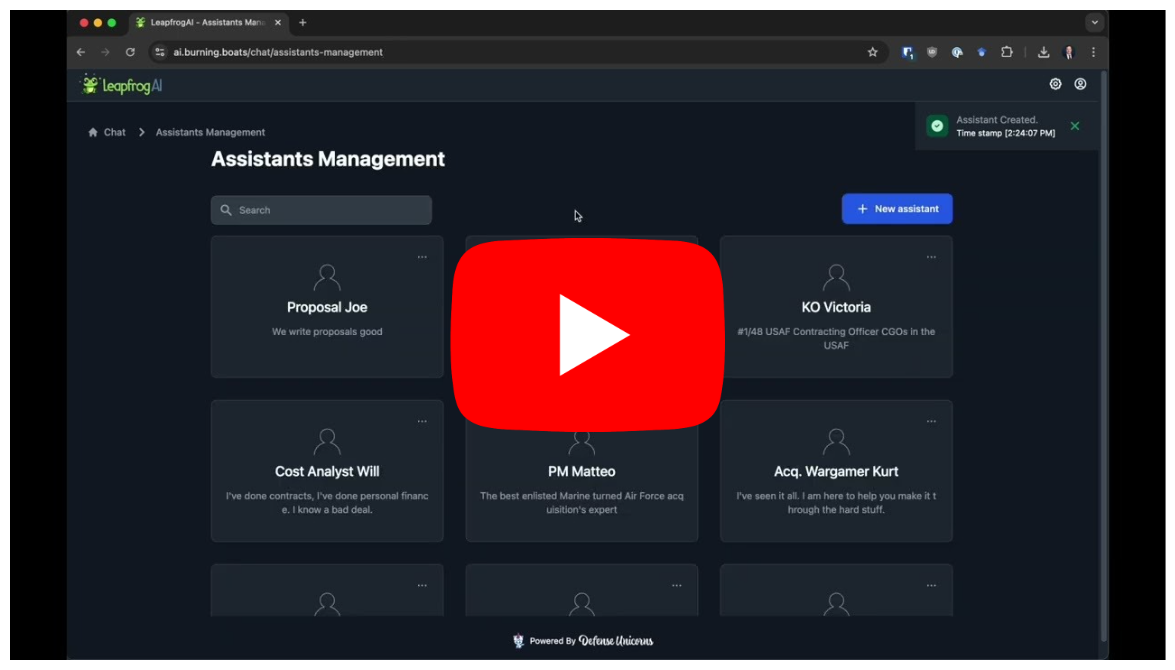 LeapfrogAI - Assistants Mana
ai.burning.boats/chat/assistants-management
LeapfrogAI
Chat
Assistants Management
Assistant Created.
Time stamp [2:24:07 PM]
Assistants Management
Search
New assistant
Proposal Joe
We write proposals good
KO Victoria
#1/48 USAF Contracting Officer CGOs in the
USAF
Cost Analyst Will
I've done contracts, I've done personal financ
e. I know a bad deal.
PM Matteo
The best enlisted Marine turned Air Force acq
uisition's expert
Acq. Wargamer Kurt
I've seen it all. I am here to help you make it t
hrough the hard stuff.
Powered By Defense Unicorns